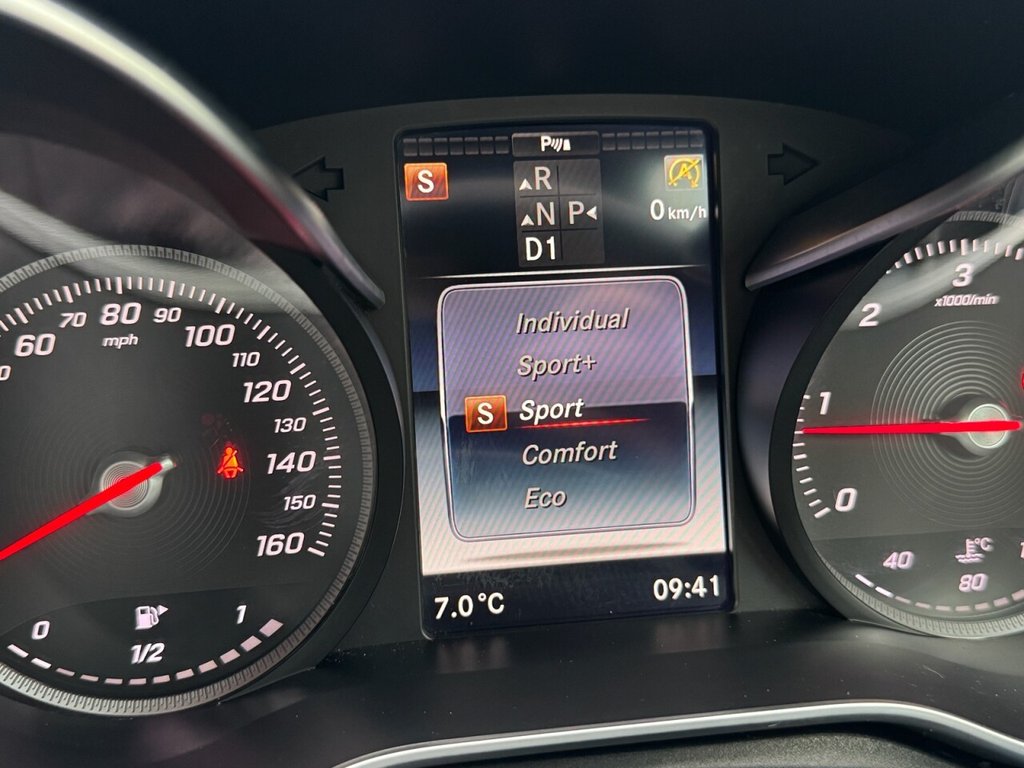 P
S
R
N P
D1
0 km/h
Individual
Sport+
S Sport
Comfort
Eco
7.0°C
09:41
60
70
80
90
100
110
120
130
140
150
160
mph
0
1/2
1
3
x1000/min
2
1
0
40
80
°C